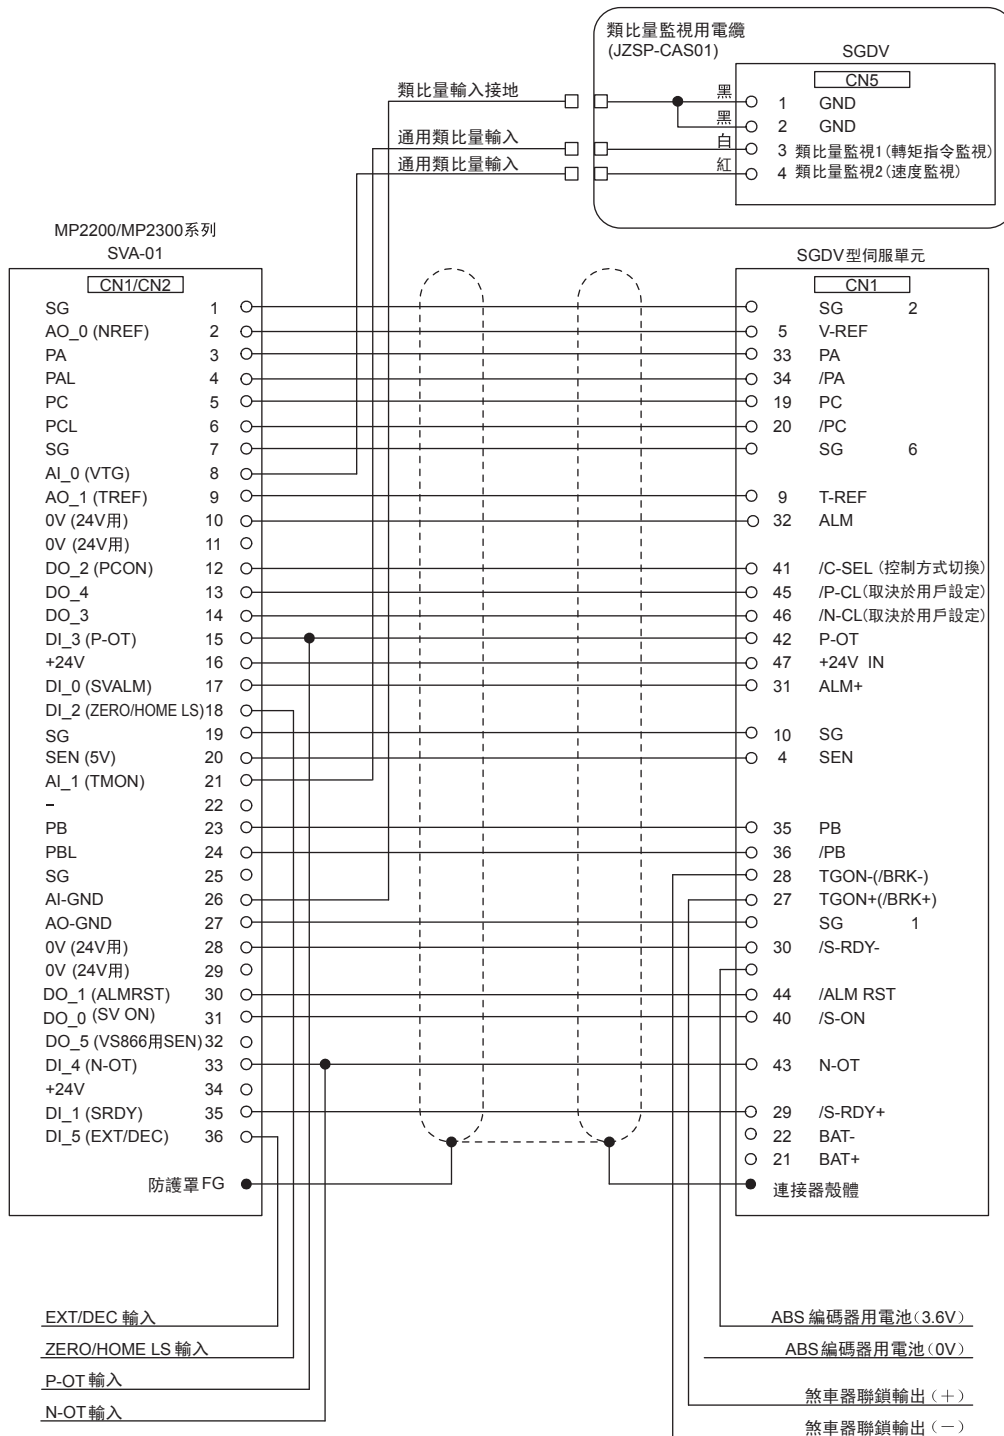 類比量監視用電纜
(JZSP-CAS01)
SGDV
CN5
類比量輸入接地
黑 1 GND
黑 2 GND
通用類比量輸入
白 3 類比量監視1(轉矩指令監視)
通用類比量輸入
紅 4 類比量監視2(速度監視)
MP2200/MP2300系列
SVA-01
SGDV型伺服單元
CN1/CN2
CN1
SG 1 SG 2
AO_0 (NREF) 2 5 V-REF
PA 3 33 PA
PAL 4 34 /PA
PC 5 19 PC
PCL 6 20 /PC
SG 7 SG 6
AI_0 (VTG) 8
AO_1 (TREF) 9 9 T-REF
0V (24V用) 10 32 ALM
0V (24V用) 11
DO_2 (PCON) 12 41 /C-SEL (控制方式切換)
DO_4 13 45 /P-CL(取決於用戶設定)
DO_3 14 46 /N-CL(取決於用戶設定)
DI_3 (P-OT) 15 42 P-OT
+24V 16 47 +24V IN
DI_0 (SVALM) 17 31 ALM+
DI_2 (ZERO/HOME LS) 18
SG 19 10 SG
SEN (5V) 20 4 SEN
AI_1 (TMON) 21
– 22
PB 23 35 PB
PBL 24 36 /PB
SG 25 28 TGON-(/BRK-)
AI-GND 26 27 TGON+(/BRK+)
AO-GND 27 SG 1
0V (24V用) 28 30 /S-RDY-
0V (24V用) 29
DO_1 (ALMRST) 30 44 /ALM RST
DO_0 (SV ON) 31 40 /S-ON
DO_5 (VS866用SEN) 32
DI_4 (N-OT) 33 43 N-OT
+24V 34
DI_1 (SRDY) 35 29 /S-RDY+
DI_5 (EXT/DEC) 36 22 BAT-
21 BAT+
防護罩FG 連接器殼體
EXT/DEC 輸入
ABS 編碼器用電池(3.6V)
ZERO/HOME LS 輸入
ABS 編碼器用電池(0V)
P-OT 輸入
煞車器聯鎖輸出(+)
N-OT 輸入
煞車器聯鎖輸出(−)